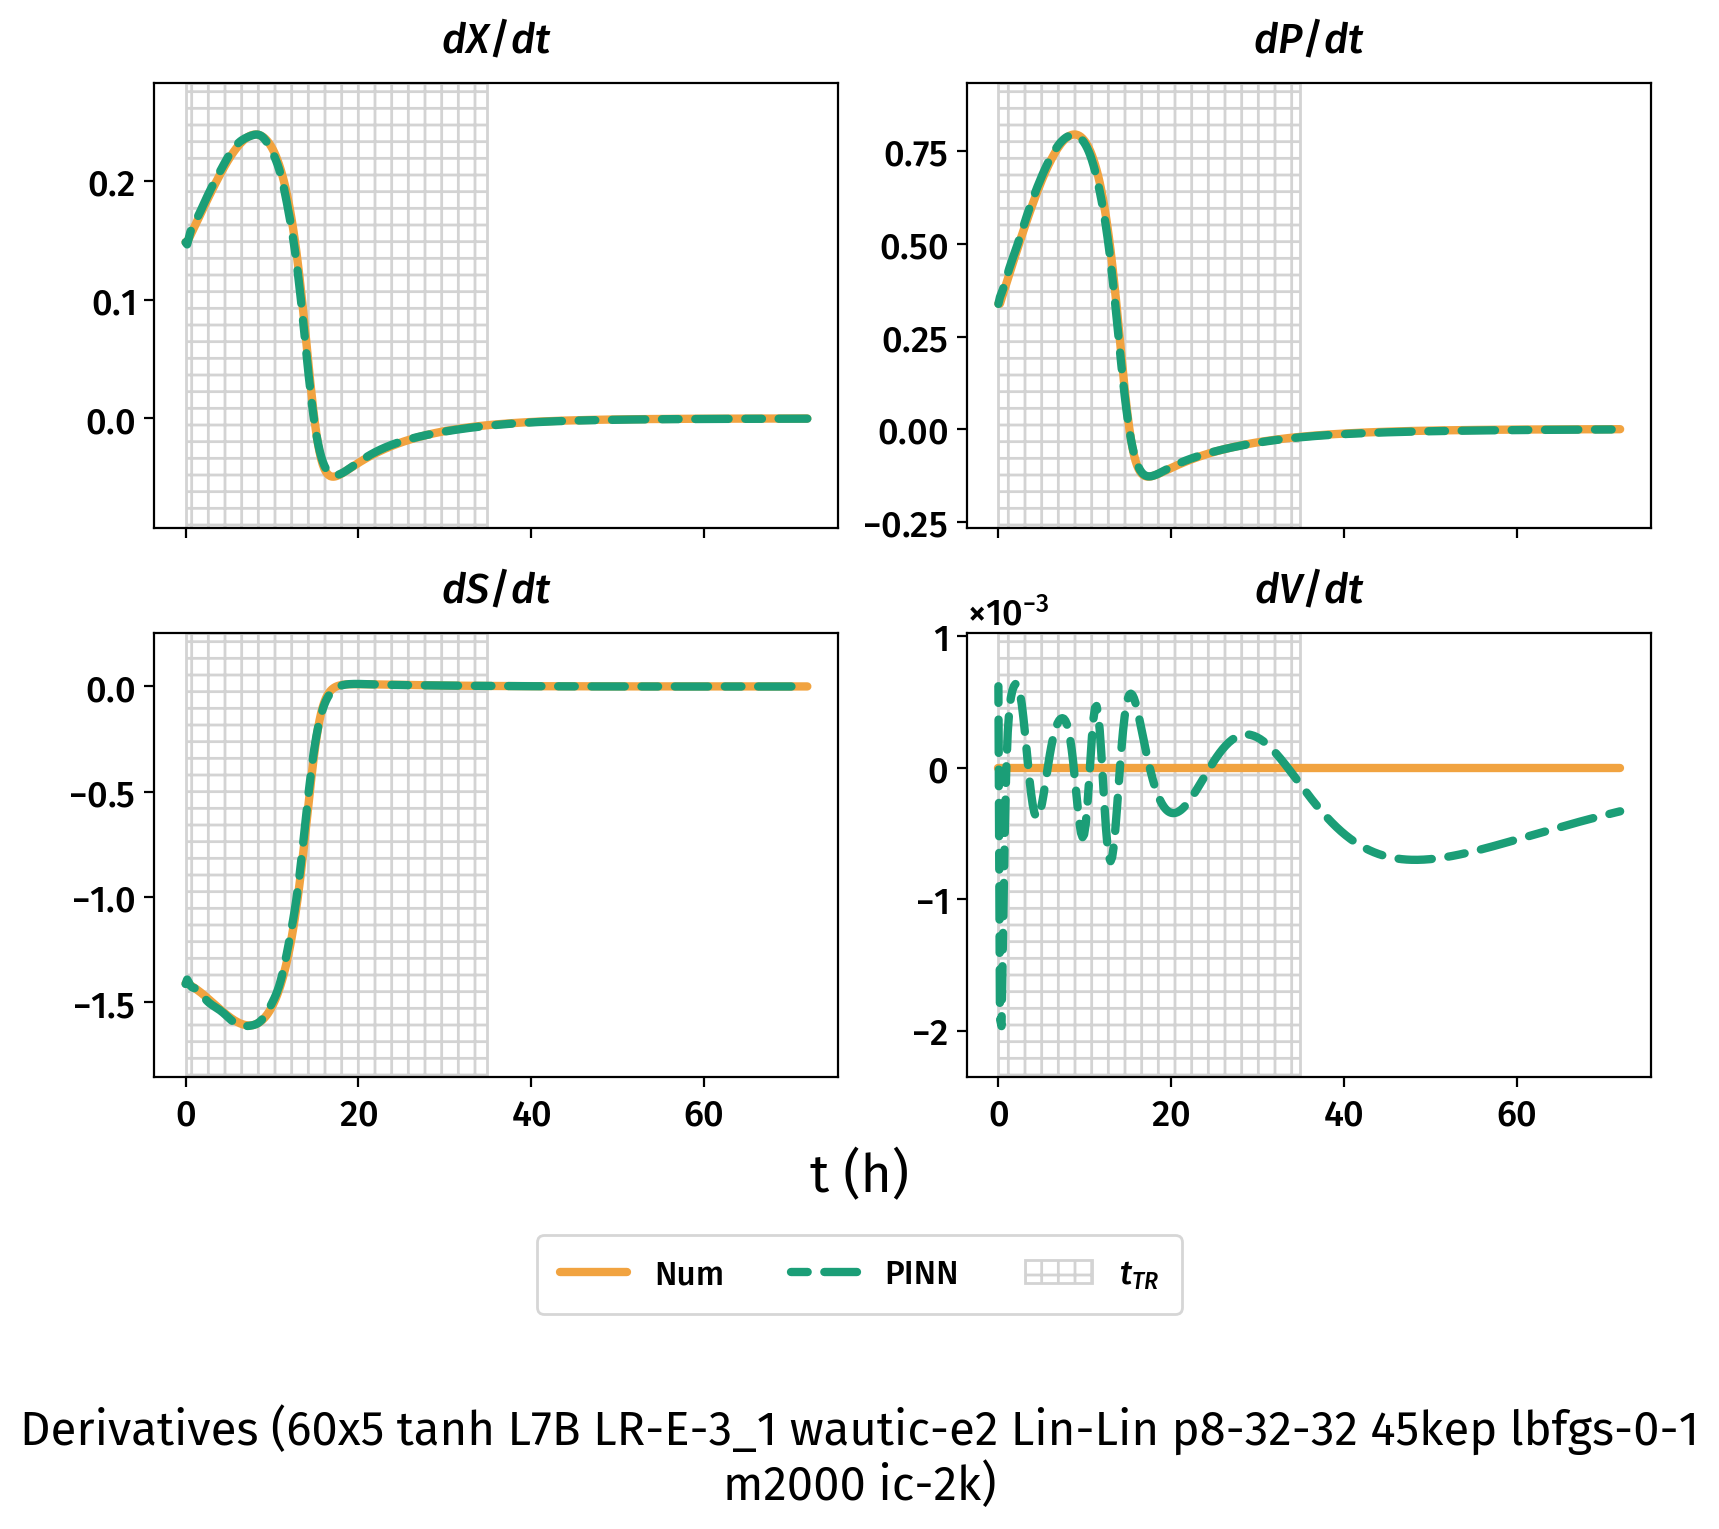 dX/dt
dP/dt
0.2
0.1
0.0
0.75
0.50
0.25
0.00
−0.25
dS/dt
dV/dt
×10⁻³
0.0
−0.5
−1.0
−1.5
1
0
−1
−2
0 20 40 60
0 20 40 60
t (h)
Num PINN t_TR
Derivatives (60x5 tanh L7B LR-E-3_1 wautic-e2 Lin-Lin p8-32-32 45kep lbfgs-0-1
m2000 ic-2k)